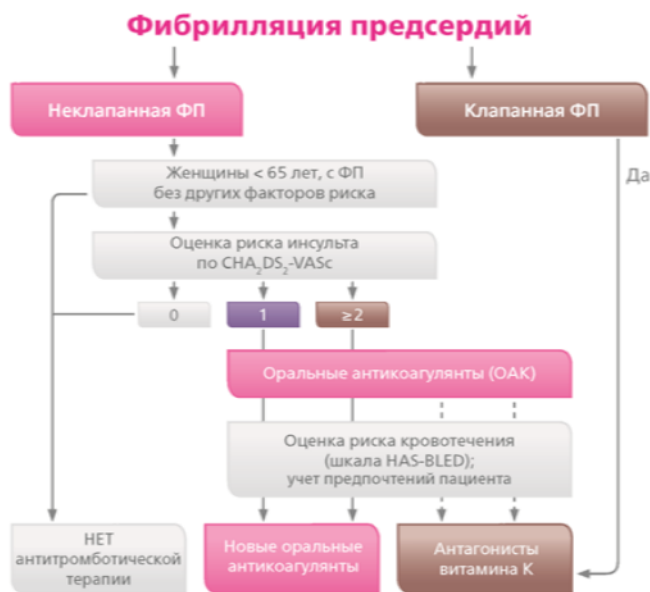 Фибрилляция предсердий
Неклапанная ФП
Клапанная ФП
Женщины < 65 лет, с ФП
без других факторов риска
Да
Оценка риска инсульта
по CHA₂DS₂-VASc
0
1
≥2
Оральные антикоагулянты (ОАК)
Оценка риска кровотечения
(шкала HAS-BLED);
учет предпочтений пациента
НЕТ
антитромботической
терапии
Новые оральные
антикоагулянты
Антагонисты
витамина К